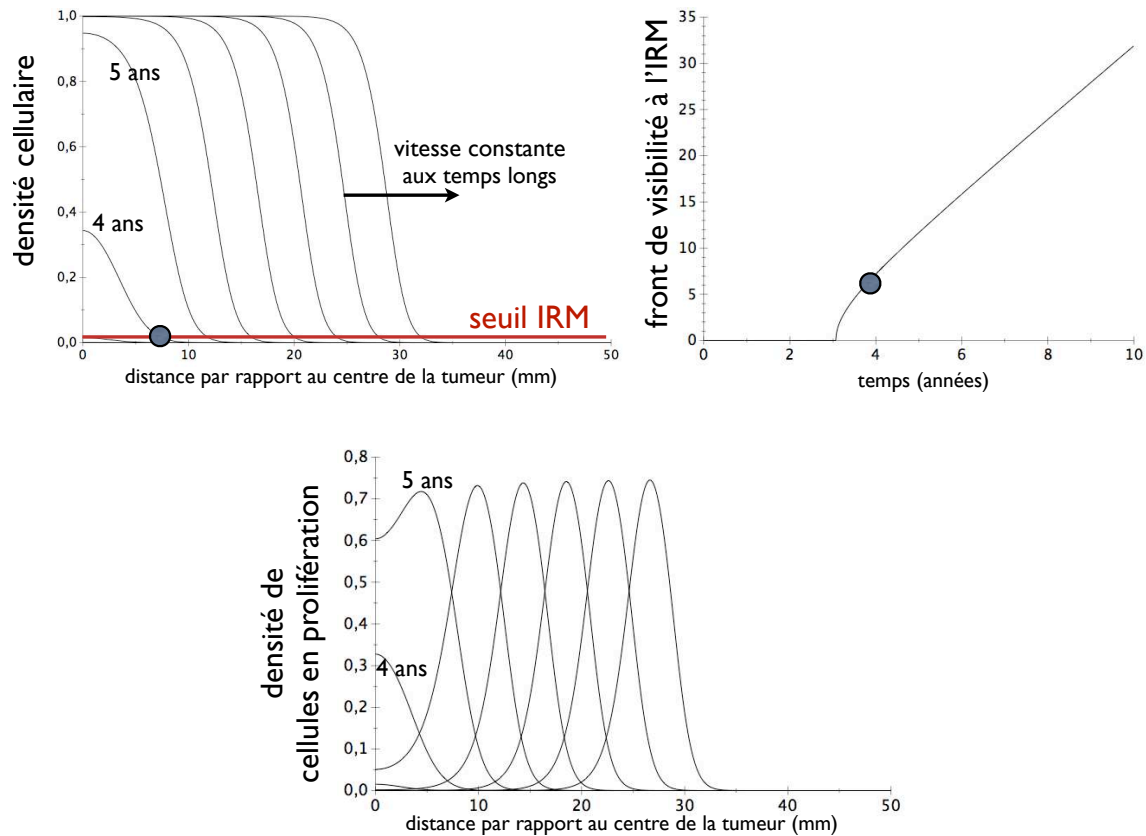 densité cellulaire
1,0
0,8
0,6
0,4
0,2
0,0
5 ans
4 ans
vitesse constante
aux temps longs
seuil IRM
0
10
20
30
40
50
distance par rapport au centre de la tumeur (mm)
front de visibilité à l'IRM
35
30
25
20
15
10
5
0
0
2
4
6
8
10
temps (années)
densité de
cellules en prolifération
0,8
0,7
0,6
0,5
0,4
0,3
0,2
0,1
0,0
5 ans
4 ans
0
10
20
30
40
50
distance par rapport au centre de la tumeur (mm)